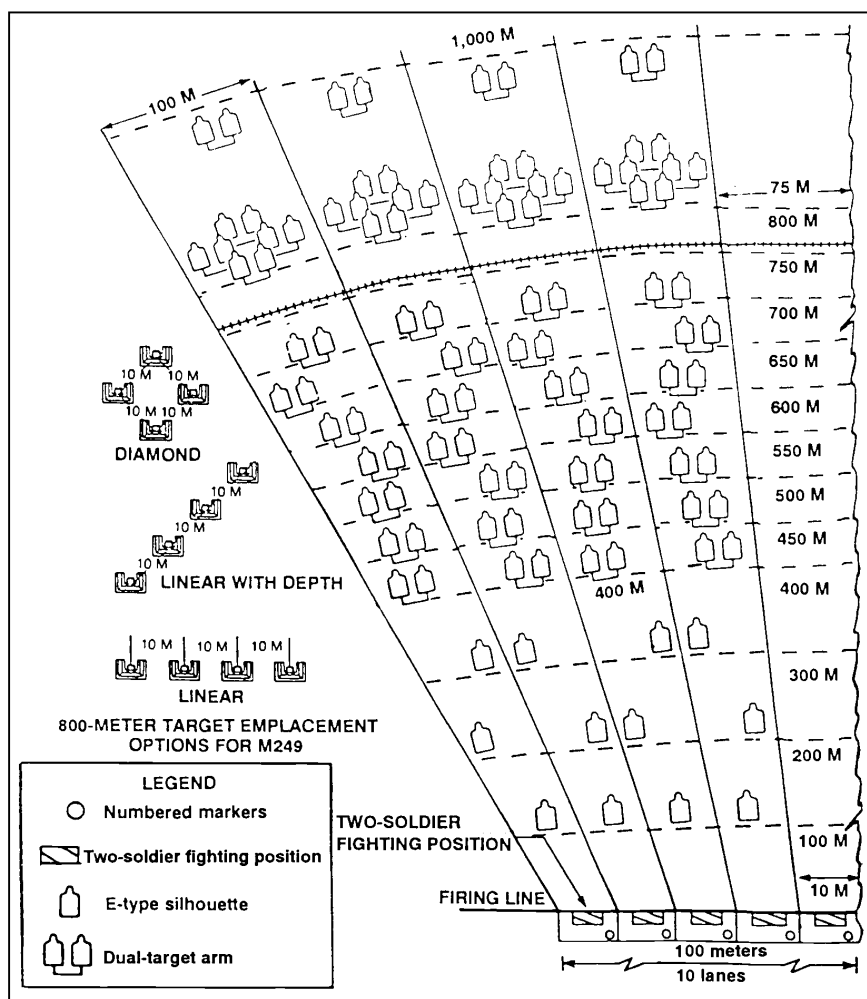 1,000 M
100 M
75 M
800 M
750 M
700 M
650 M
600 M
550 M
500 M
450 M
400 M
400 M
300 M
200 M
100 M
10 M
10 M 10 M
10 M 10 M
DIAMOND
10 M
10 M
10 M
LINEAR WITH DEPTH
10 M 10 M 10 M
LINEAR
800-METER TARGET EMPLACEMENT
OPTIONS FOR M249
LEGEND
Numbered markers
Two-soldier fighting position
E-type silhouette
Dual-target arm
TWO-SOLDIER
FIGHTING POSITION
FIRING LINE
100 meters
10 lanes